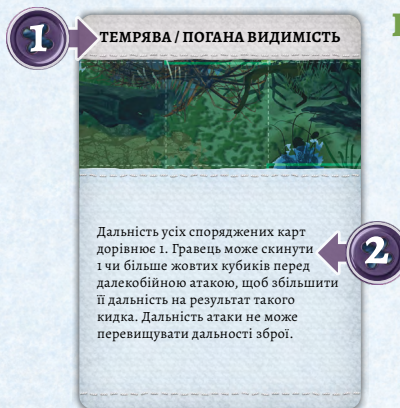 1
ТЕМРЯВА / ПОГАНА ВИДИМІСТЬ
Дальність усіх споряджених карт
дорівнює 1. Гравець може скинути
1 чи більше жовтих кубиків перед
далекобійною атакою, щоб збільшити
її дальність на результат такого
кидка. Дальність атаки не може
перевищувати дальності зброї.
2